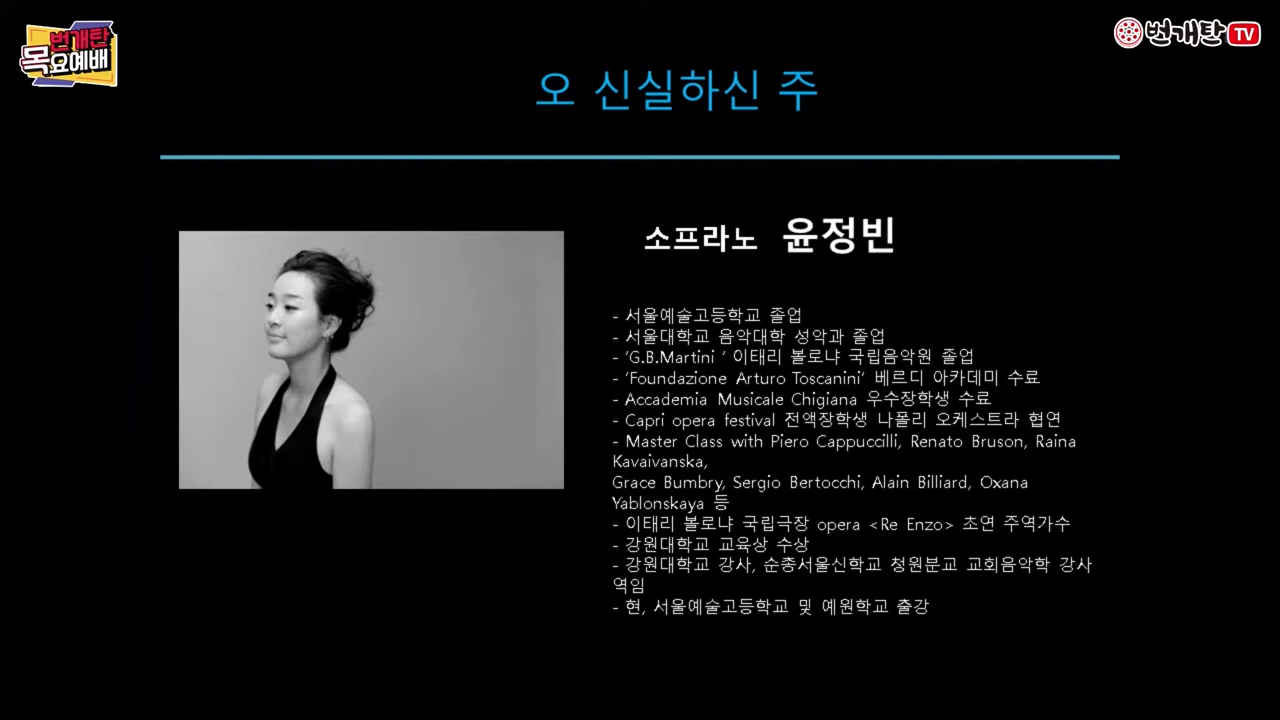 번개탄
목요예배
번개탄 TV
오 신실하신 주
소프라노 윤정빈
- 서울예술고등학교 졸업
- 서울대학교 음악대학 성악과 졸업
- ‘G.B.Martini ‘ 이태리 볼로냐 국립음악원 졸업
- ‘Foundazione Arturo Toscanini’ 베르디 아카데미 수료
- Accademia Musicale Chigiana 우수장학생 수료
- Capri opera festival 전액장학생 나폴리 오케스트라 협연
- Master Class with Piero Cappuccilli, Renato Bruson, Raina
Kavaivanska,
Grace Bumbry, Sergio Bertocchi, Alain Billiard, Oxana
Yablonskaya 등
- 이태리 볼로냐 국립극장 opera <Re Enzo> 초연 주역가수
- 강원대학교 교육상 수상
- 강원대학교 강사, 순총서울신학교 청원분교 교회음악학 강사
역임
- 현, 서울예술고등학교 및 예원학교 출강